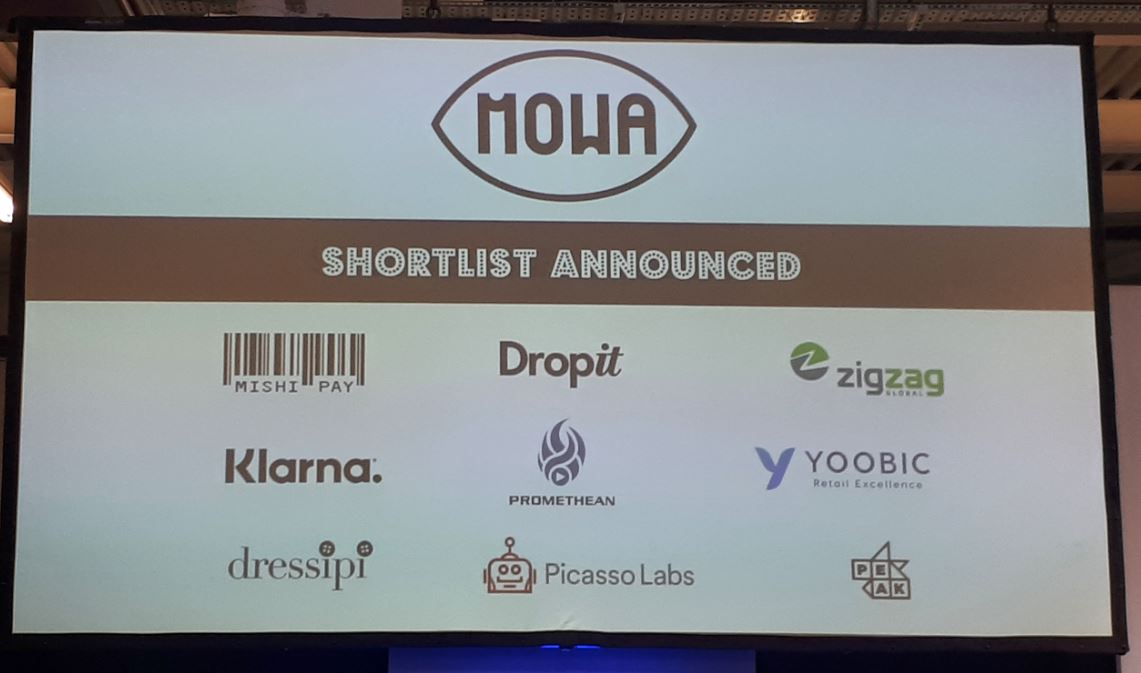 MOWA
SHORTLIST ANNOUNCED
MISHI PAY
Dropit
zigzag
GLOBAL
Klarna.
PROMETHEAN
YOOBIC
Retail Excellence
dressipi
Picasso Labs
PE
AK